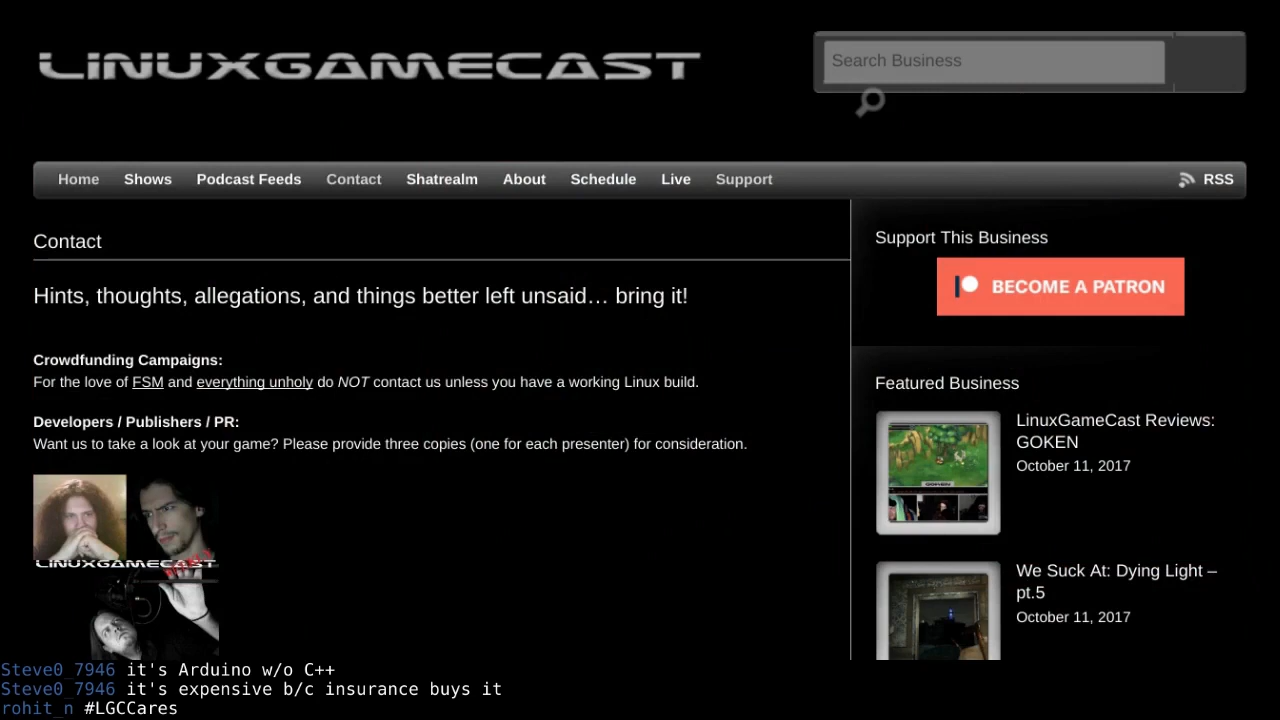 LINUXGAMECAST
Search Business
Home Shows Podcast Feeds Contact Shatrealm About Schedule Live Support RSS
Contact
Hints, thoughts, allegations, and things better left unsaid… bring it!
Crowdfunding Campaigns:
For the love of FSM and everything unholy do NOT contact us unless you have a working Linux build.
Developers / Publishers / PR:
Want us to take a look at your game? Please provide three copies (one for each presenter) for consideration.
LINUXGAMECAST
Support This Business
BECOME A PATRON
Featured Business
LinuxGameCast Reviews:
GOKEN
October 11, 2017
We Suck At: Dying Light –
pt.5
October 11, 2017
Steve0_7946 it's Arduino w/o C++
Steve0_7946 it's expensive b/c insurance buys it
rohit_n #LGCCares